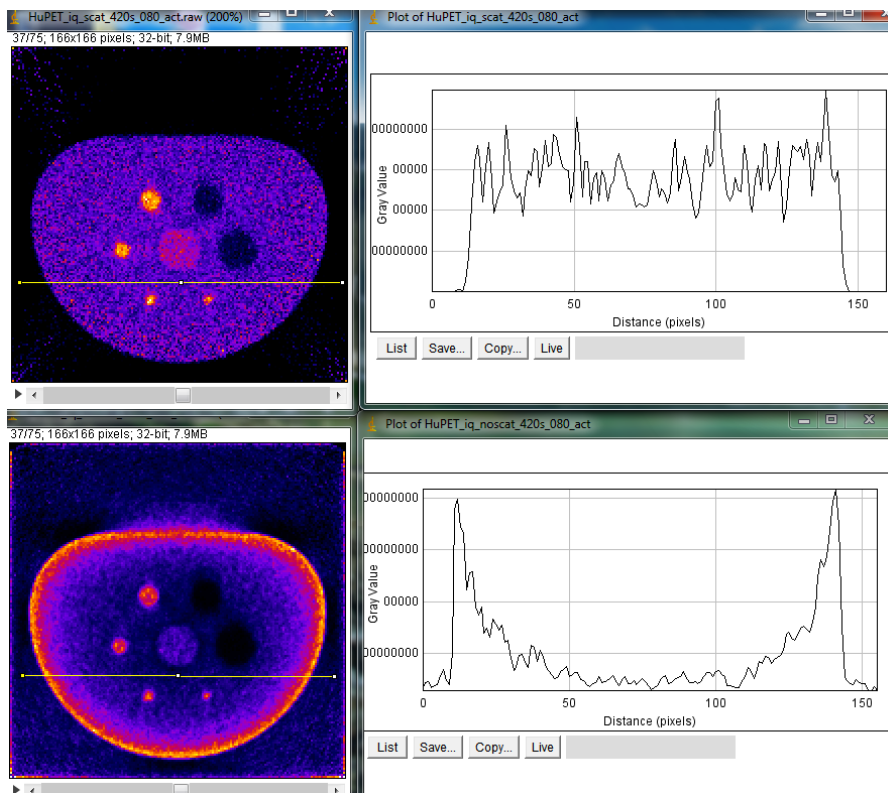 HuPET_iq_scat_420s_080_act.raw (200%)
37/75; 166x166 pixels; 32-bit; 7.9MB
Plot of HuPET_iq_scat_420s_080_act
00000000
00000
00000
00000000
Gray Value
0
50
100
150
Distance (pixels)
List
Save...
Copy...
Live
37/75; 166x166 pixels; 32-bit; 7.9MB
Plot of HuPET_iq_noscat_420s_080_act
00000000
00000000
00000
00000000
Gray Value
0
50
100
150
Distance (pixels)
List
Save...
Copy...
Live